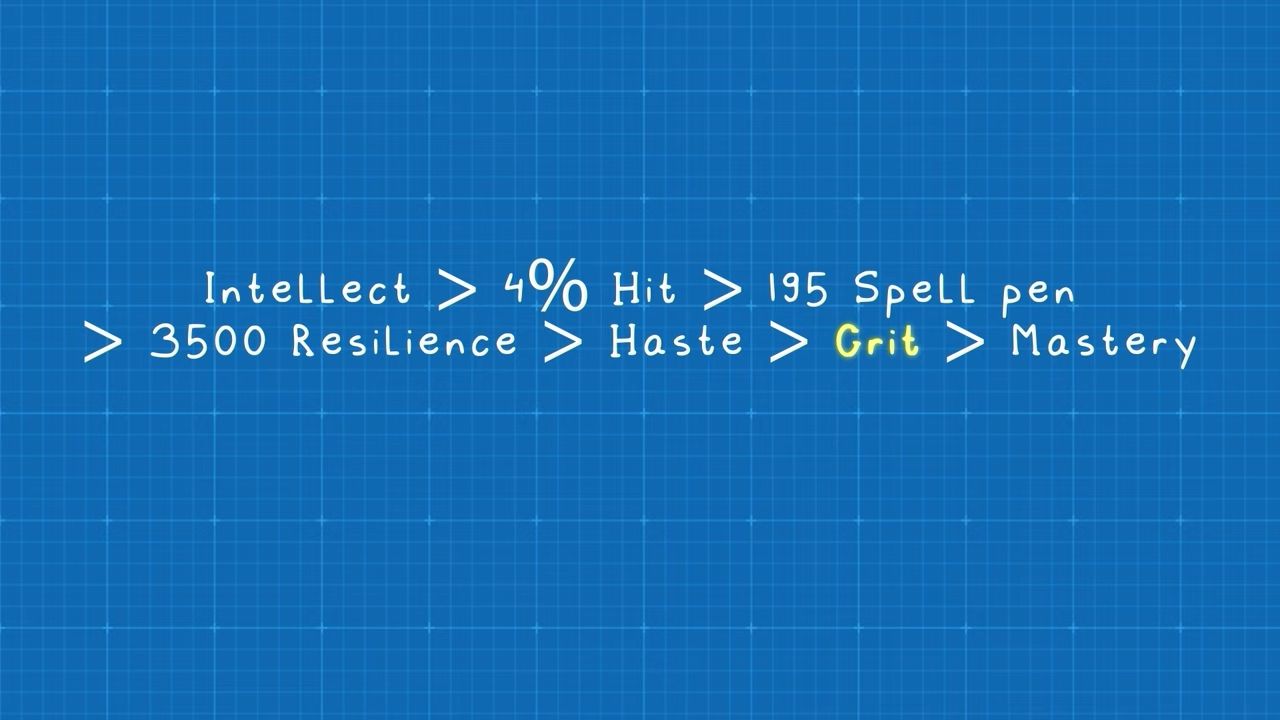 Intellect > 4% Hit > 195 Spell pen
> 3500 Resilience > Haste > Crit > Mastery